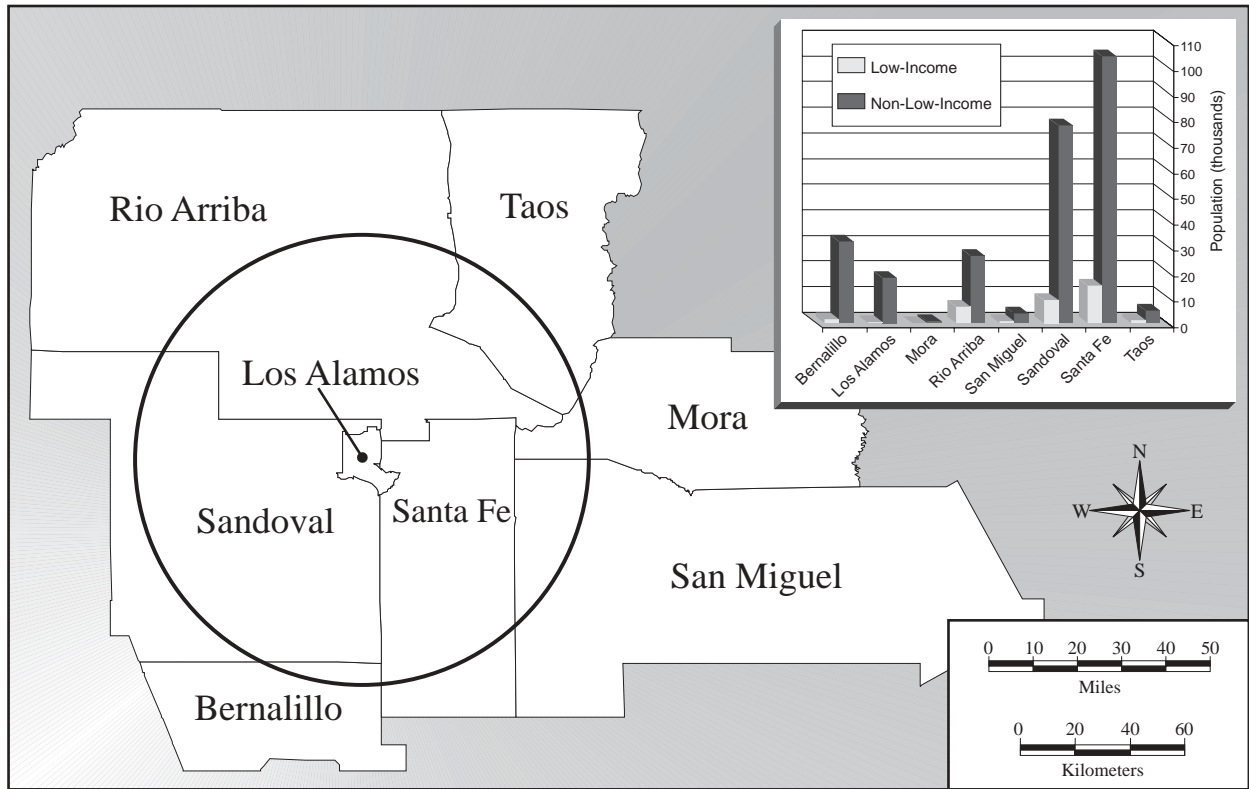 Rio Arriba
Taos
Los Alamos
Mora
Sandoval
Santa Fe
San Miguel
Bernalillo
Low-Income
Non-Low-Income
110
100
90
80
70
60
50
40
30
20
10
0
Population (thousands)
Bernalillo
Los Alamos
Mora
Rio Arriba
San Miguel
Sandoval
Santa Fe
Taos
N
W E
S
0 10 20 30 40 50
Miles
0 20 40 60
Kilometers